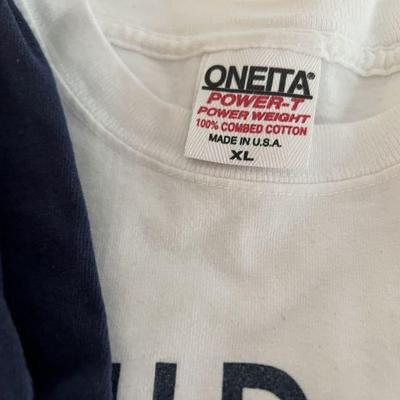 ONEITA®
POWER-T
POWER WEIGHT
100% COMBED COTTON
MADE IN U.S.A.
XL